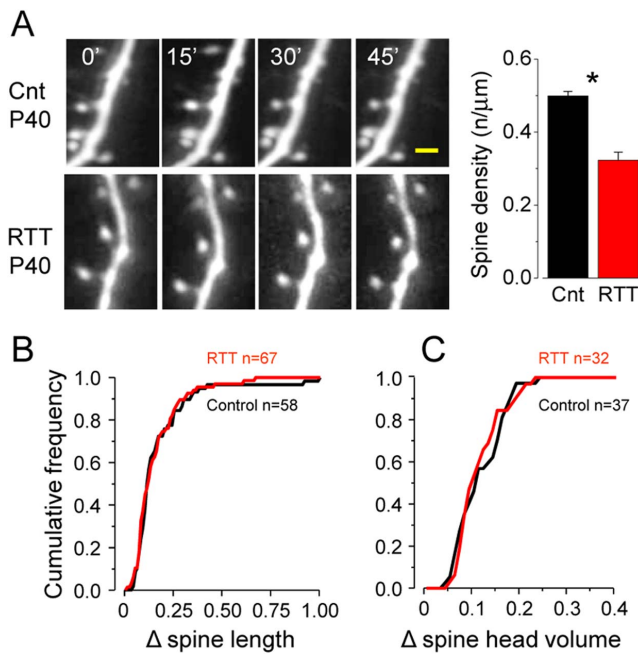 A
0’ 15’ 30’ 45’
Cnt
P40
RTT
P40
Spine density (n/μm)
0.6
0.4
0.2
0.0
Cnt RTT
*
B
RTT n=67
Control n=58
Cumulative frequency
1.0
0.8
0.6
0.4
0.2
0.0
0 0.25 0.50 0.75 1.00
Δ spine length
C
RTT n=32
Control n=37
1.0
0.8
0.6
0.4
0.2
0.0
0.0 0.1 0.2 0.3 0.4
Δ spine head volume